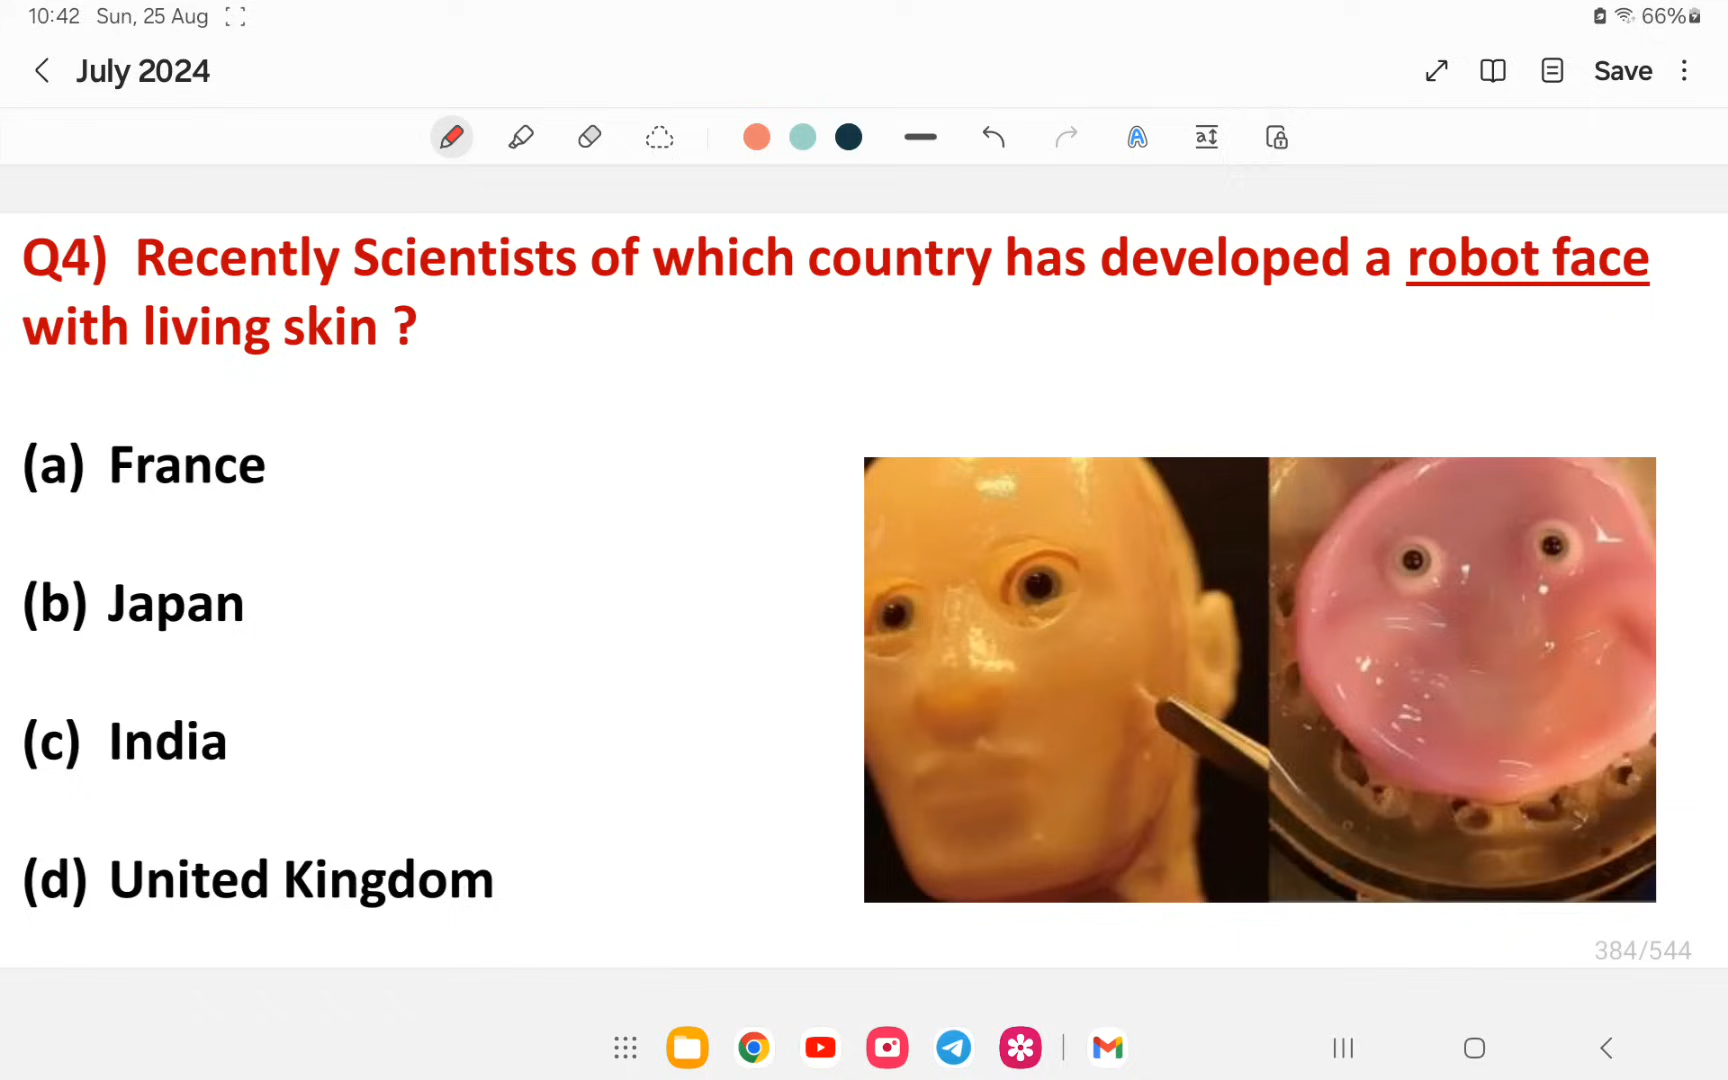 10:42 Sun, 25 Aug 66%
July 2024 Save
Q4) Recently Scientists of which country has developed a robot face
with living skin ?
(a) France
(b) Japan
(c) India
(d) United Kingdom
384/544